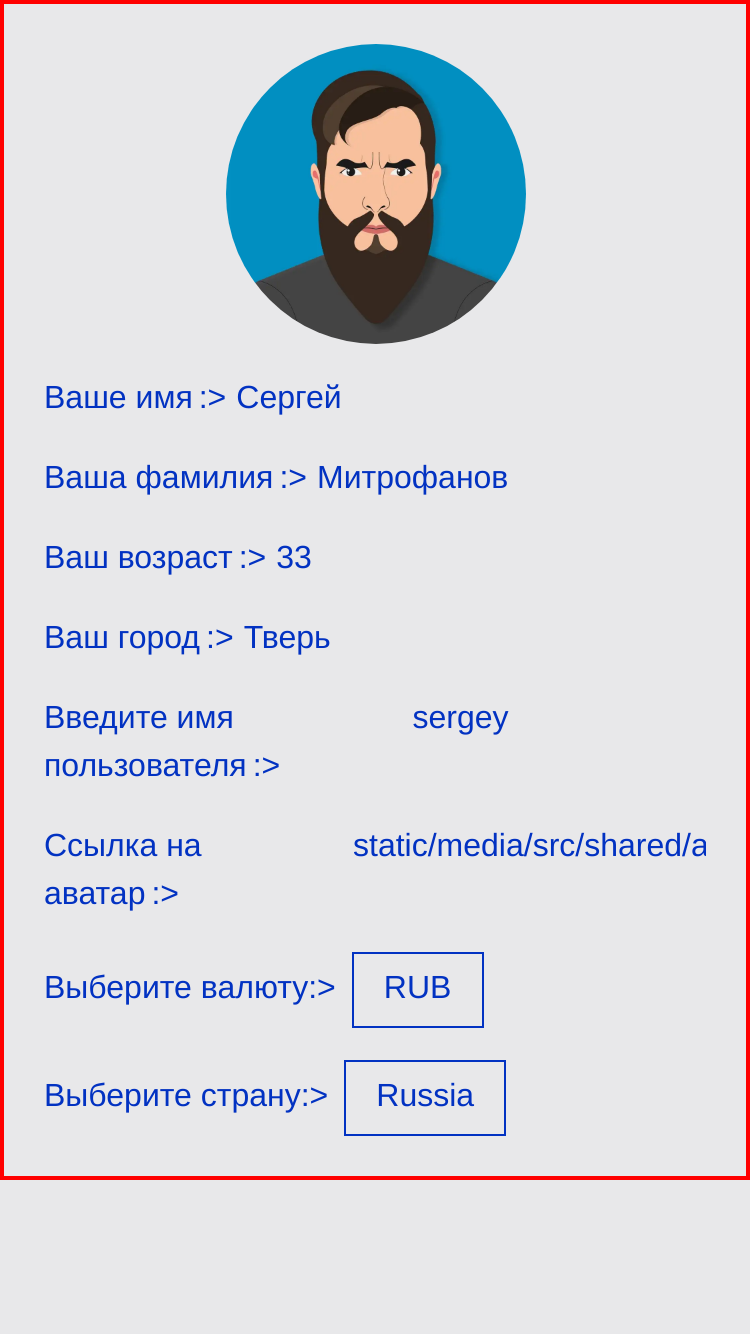 Ваше имя :> Сергей
Ваша фамилия :> Митрофанов
Ваш возраст :> 33
Ваш город :> Тверь
Введите имя пользователя :> sergey
Ссылка на аватар :> static/media/src/shared/a
Выберите валюту:> RUB
Выберите страну:> Russia